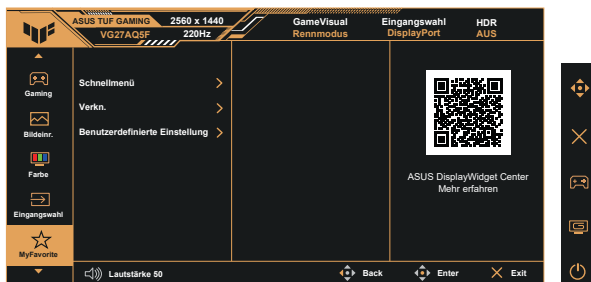 ASUS TUF GAMING 2560 x 1440
VG27AQ5F 220Hz
GameVisual
Rennmodus
Eingangswahl
DisplayPort
HDR
AUS
Gaming
Bildeinr.
Farbe
Eingangswahl
MyFavorite
Schnellmenü
Verkn.
Benutzerdefinierte Einstellung
ASUS DisplayWidget Center
Mehr erfahren
Lautstärke 50
Back
Enter
Exit